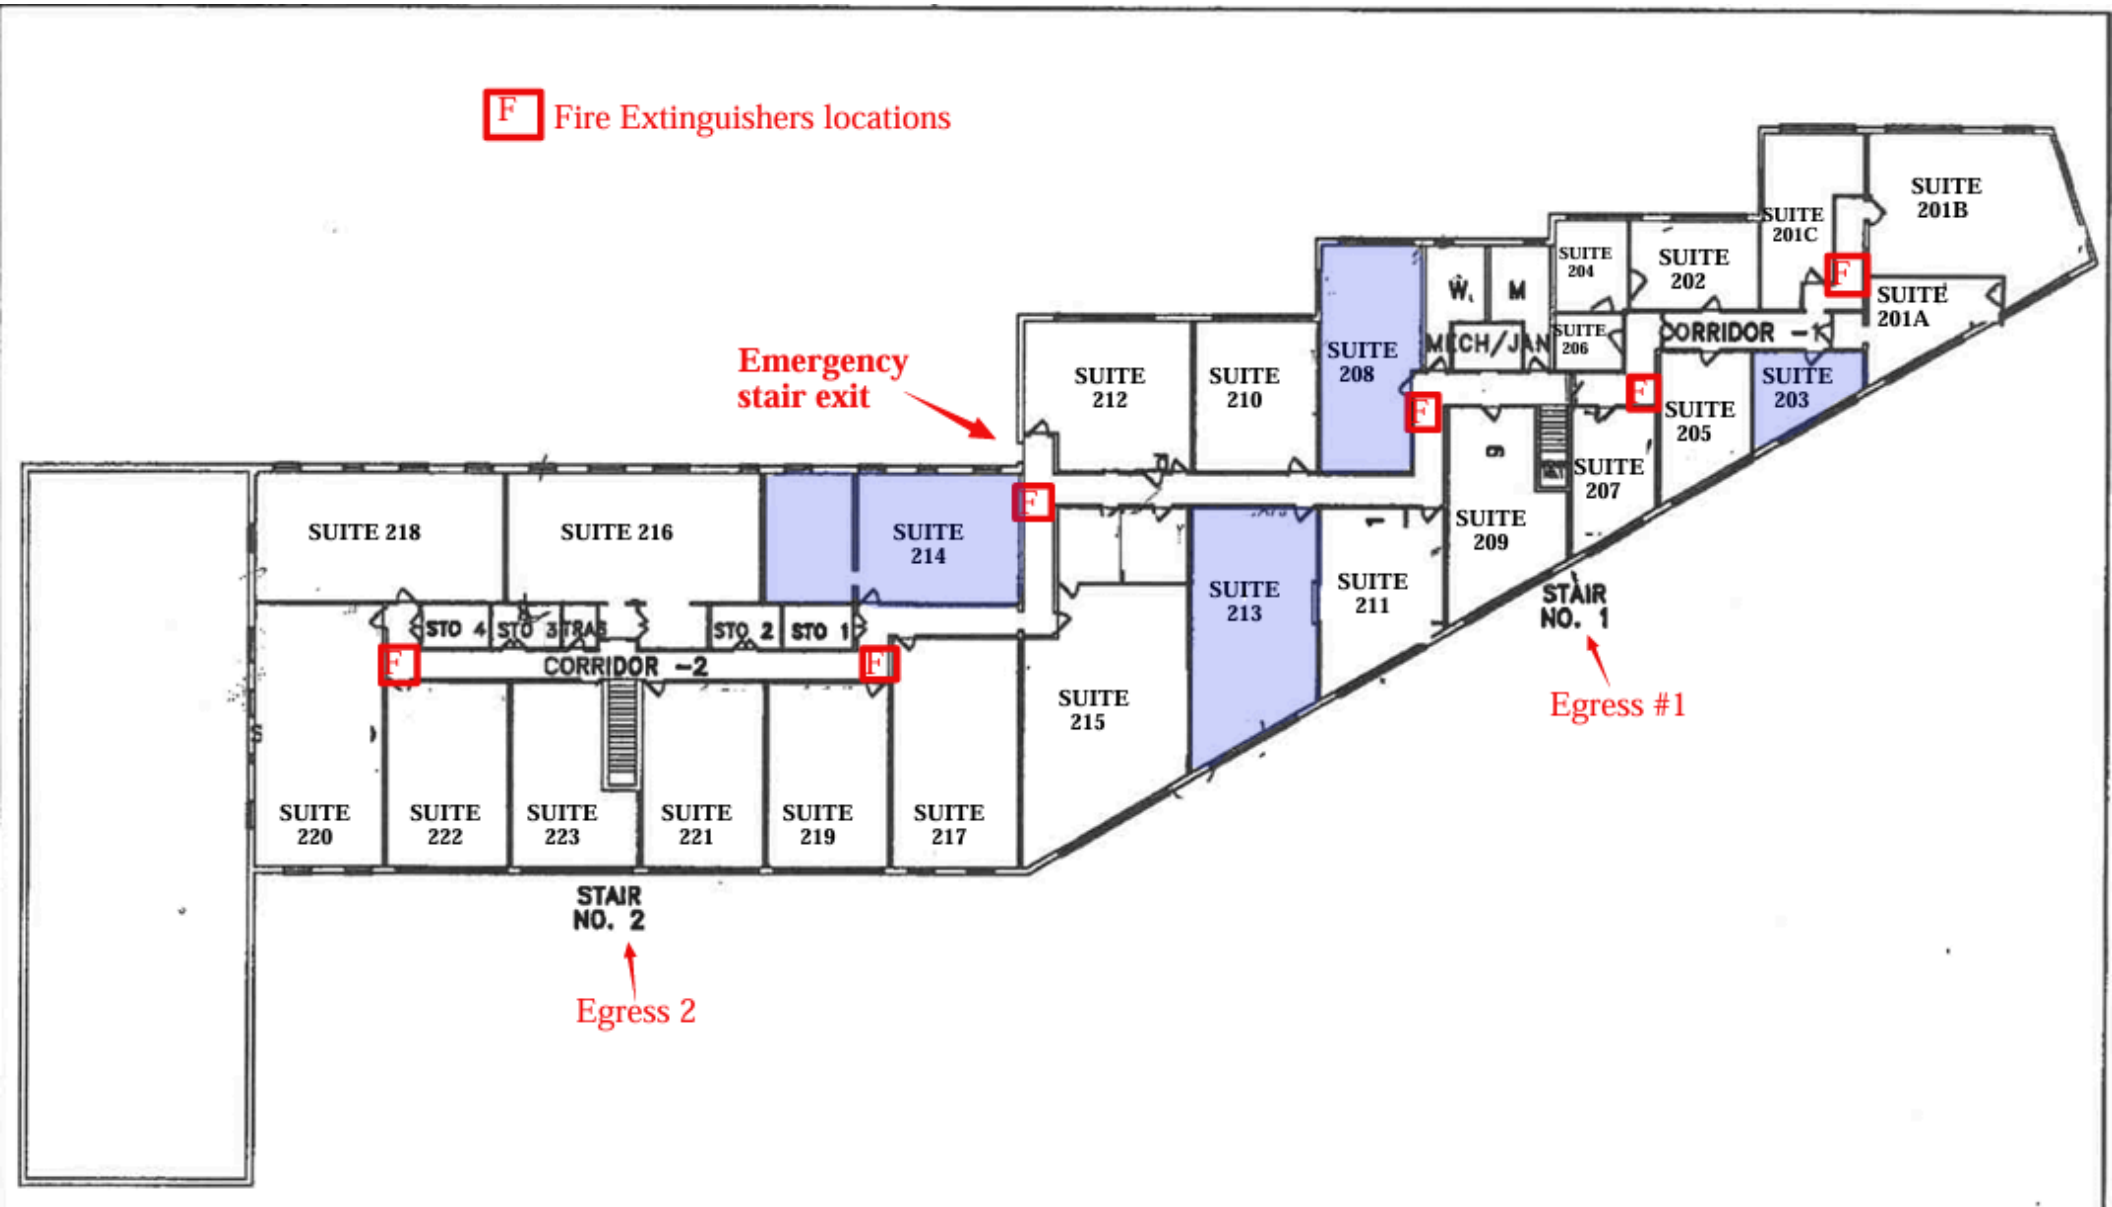 F Fire Extinguishers locations
SUITE
201B
SUITE
201C
SUITE
204
SUITE
202
F
SUITE
201A
W.
M
MECH/JAN
SUITE
206
CORRIDOR -1
SUITE
208
SUITE
203
Emergency
stair exit
SUITE
212
SUITE
210
F
F
SUITE
205
SUITE
207
SUITE
209
F
SUITE 218
SUITE 216
SUITE
214
SUITE
213
SUITE
211
STAIR
NO. 1
Egress #1
STO 4
STO 3
TRAS
STO 2
STO 1
F
CORRIDOR -2
F
SUITE
215
SUITE
220
SUITE
222
SUITE
223
SUITE
221
SUITE
219
SUITE
217
STAIR
NO. 2
Egress 2